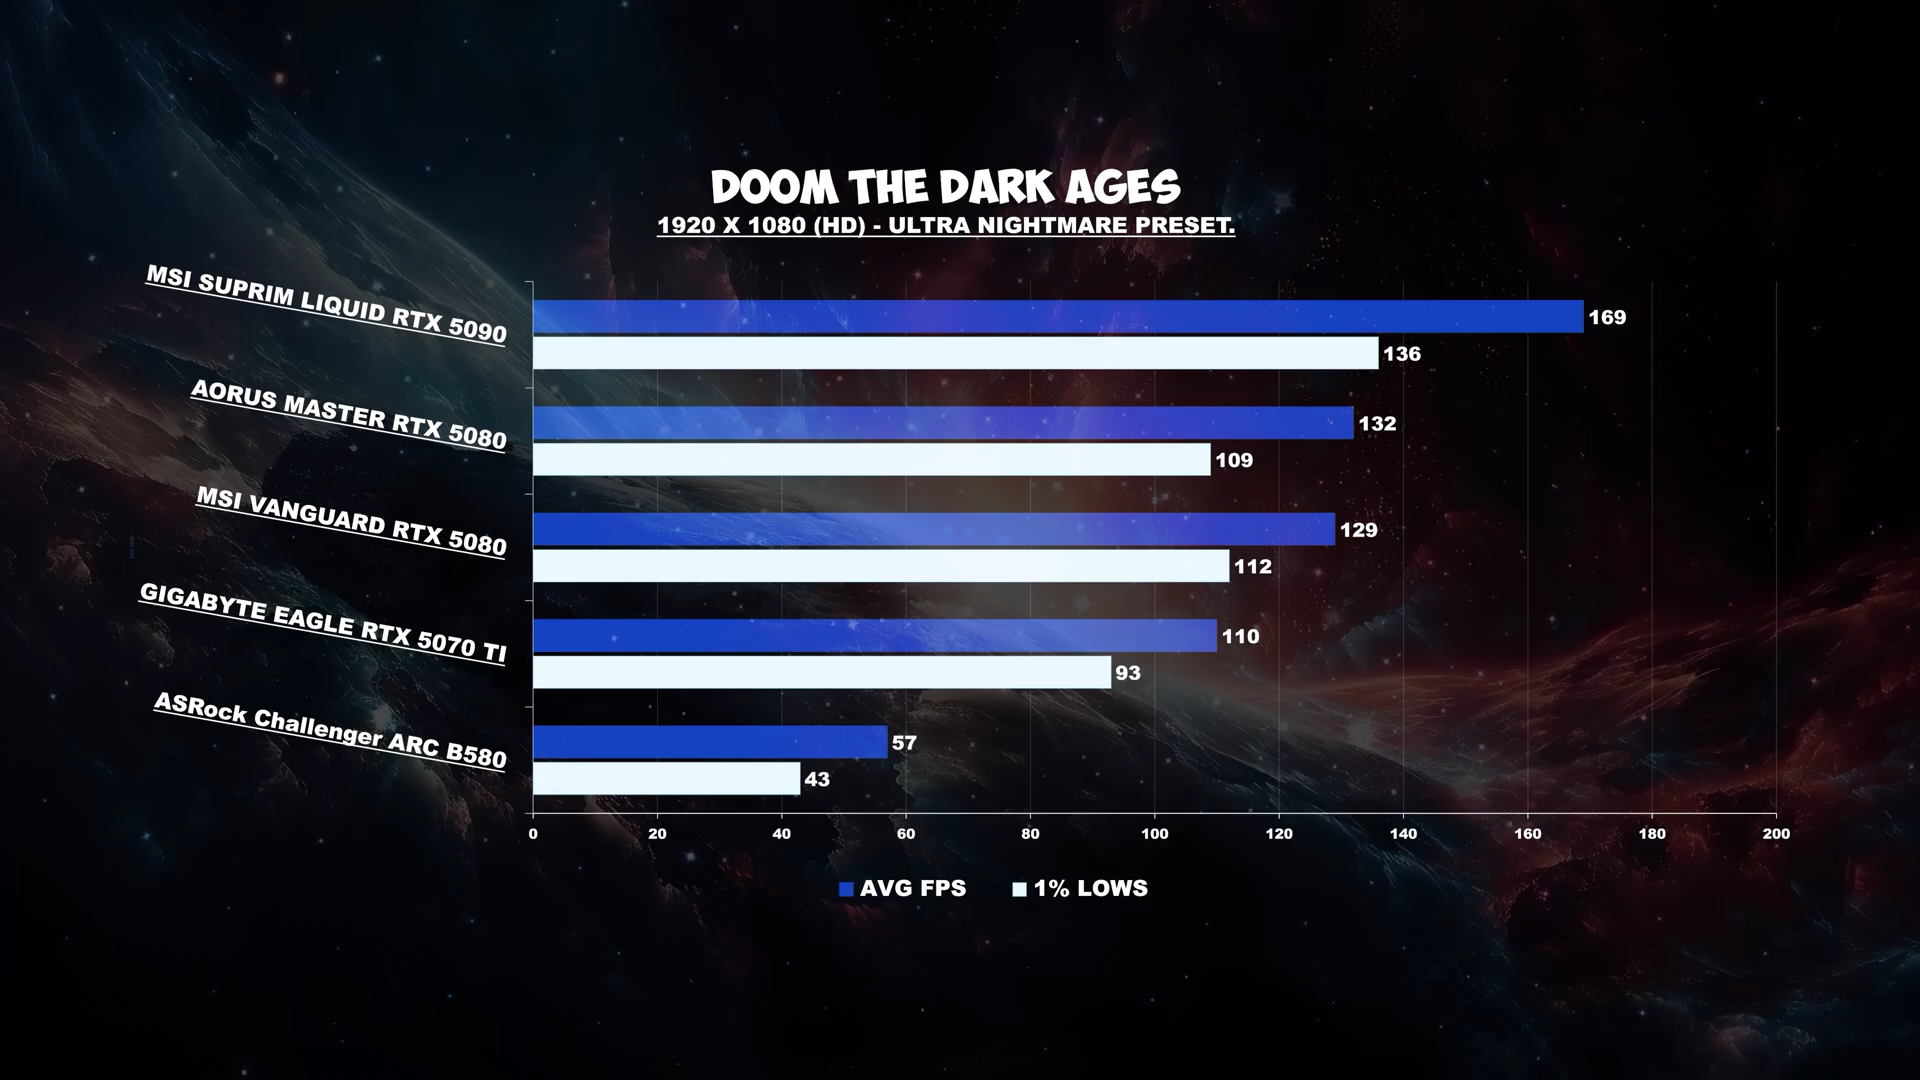 DOOM THE DARK AGES
1920 X 1080 (HD) - ULTRA NIGHTMARE PRESET.
MSI SUPRIM LIQUID RTX 5090
169
136
AORUS MASTER RTX 5080
132
109
MSI VANGUARD RTX 5080
129
112
GIGABYTE EAGLE RTX 5070 TI
110
93
ASRock Challenger ARC B580
57
43
0 20 40 60 80 100 120 140 160 180 200
AVG FPS 1% LOWS